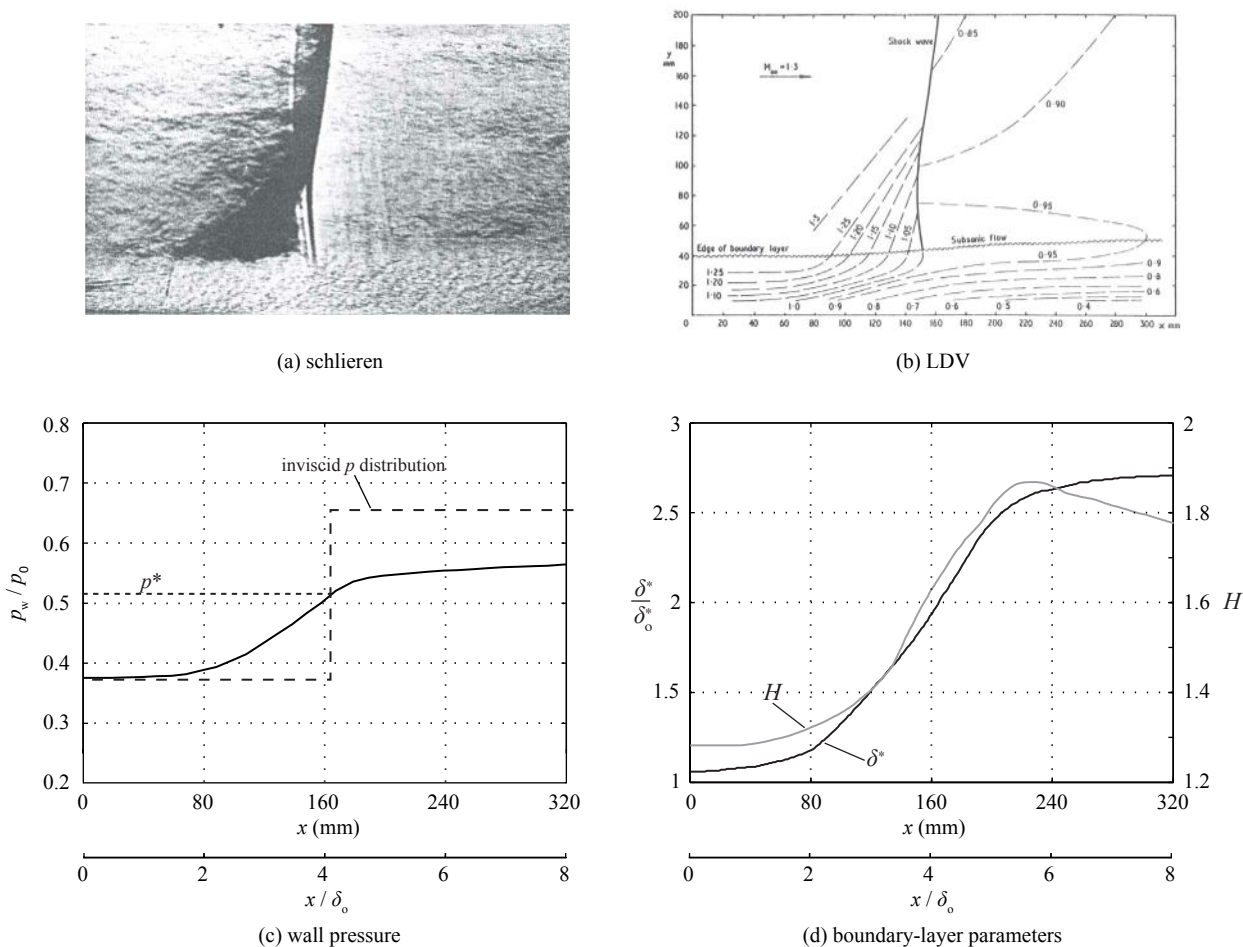 (a) schlieren
200
180
y
mm
160
140
120
100
80
60
40
20
0
M∞ = 1·3
Shock wave
0·85
0·90
0·95
1·3
1·25
1·20
1·15
1·10
1·05
Edge of boundary layer
Subsonic flow
0·95
1·25
1·20
1·10
1·0
0·9
0·8
0·7
0·6
0·5
0·4
0·9
0·8
0·6
0 20 40 60 80 100 120 140 160 180 200 220 240 260 280 300 x mm
(b) LDV
0.8
0.7
0.6
0.5
0.4
0.3
0.2
p_w / p_0
inviscid p distribution
p*
0 80 160 240 320
x (mm)
0 2 4 6 8
x / δ_o
(c) wall pressure
3
2.5
2
1.5
1
δ*
δ*_o
H
δ*
2
1.8
1.6
1.4
1.2
H
0 80 160 240 320
x (mm)
0 2 4 6 8
x / δ_o
(d) boundary-layer parameters